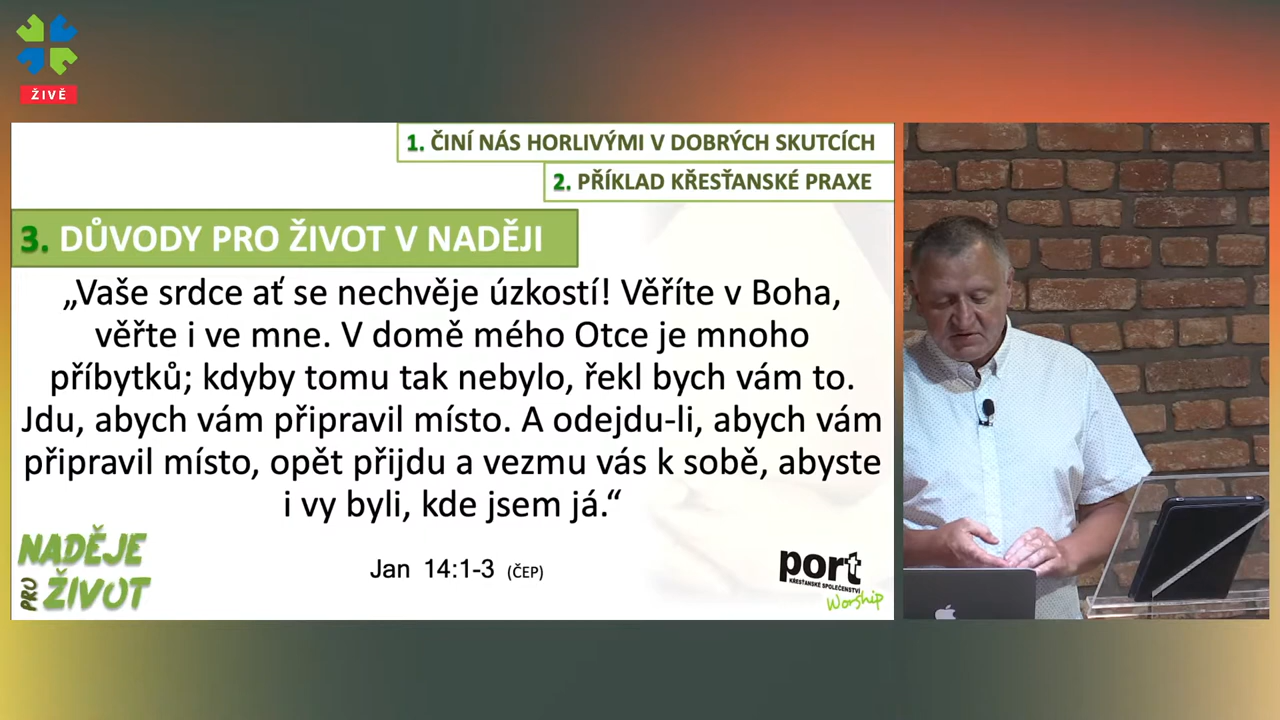 ŽIVĚ
1. ČINÍ NÁS HORLIVÝMI V DOBRÝCH SKUTCÍCH
2. PŘÍKLAD KŘESŤANSKÉ PRAXE
3. DŮVODY PRO ŽIVOT V NADĚJI
„Vaše srdce ať se nechvěje úzkostí! Věříte v Boha,
věřte i ve mne. V domě mého Otce je mnoho
příbytků; kdyby tomu tak nebylo, řekl bych vám to.
Jdu, abych vám připravil místo. A odejdu-li, abych vám
připravil místo, opět přijdu a vezmu vás k sobě, abyste
i vy byli, kde jsem já.“
Jan 14:1-3 (ČEP)
NADĚJE
PRO ŽIVOT
port
KŘESŤANSKÉ SPOLEČENSTVÍ
Worship